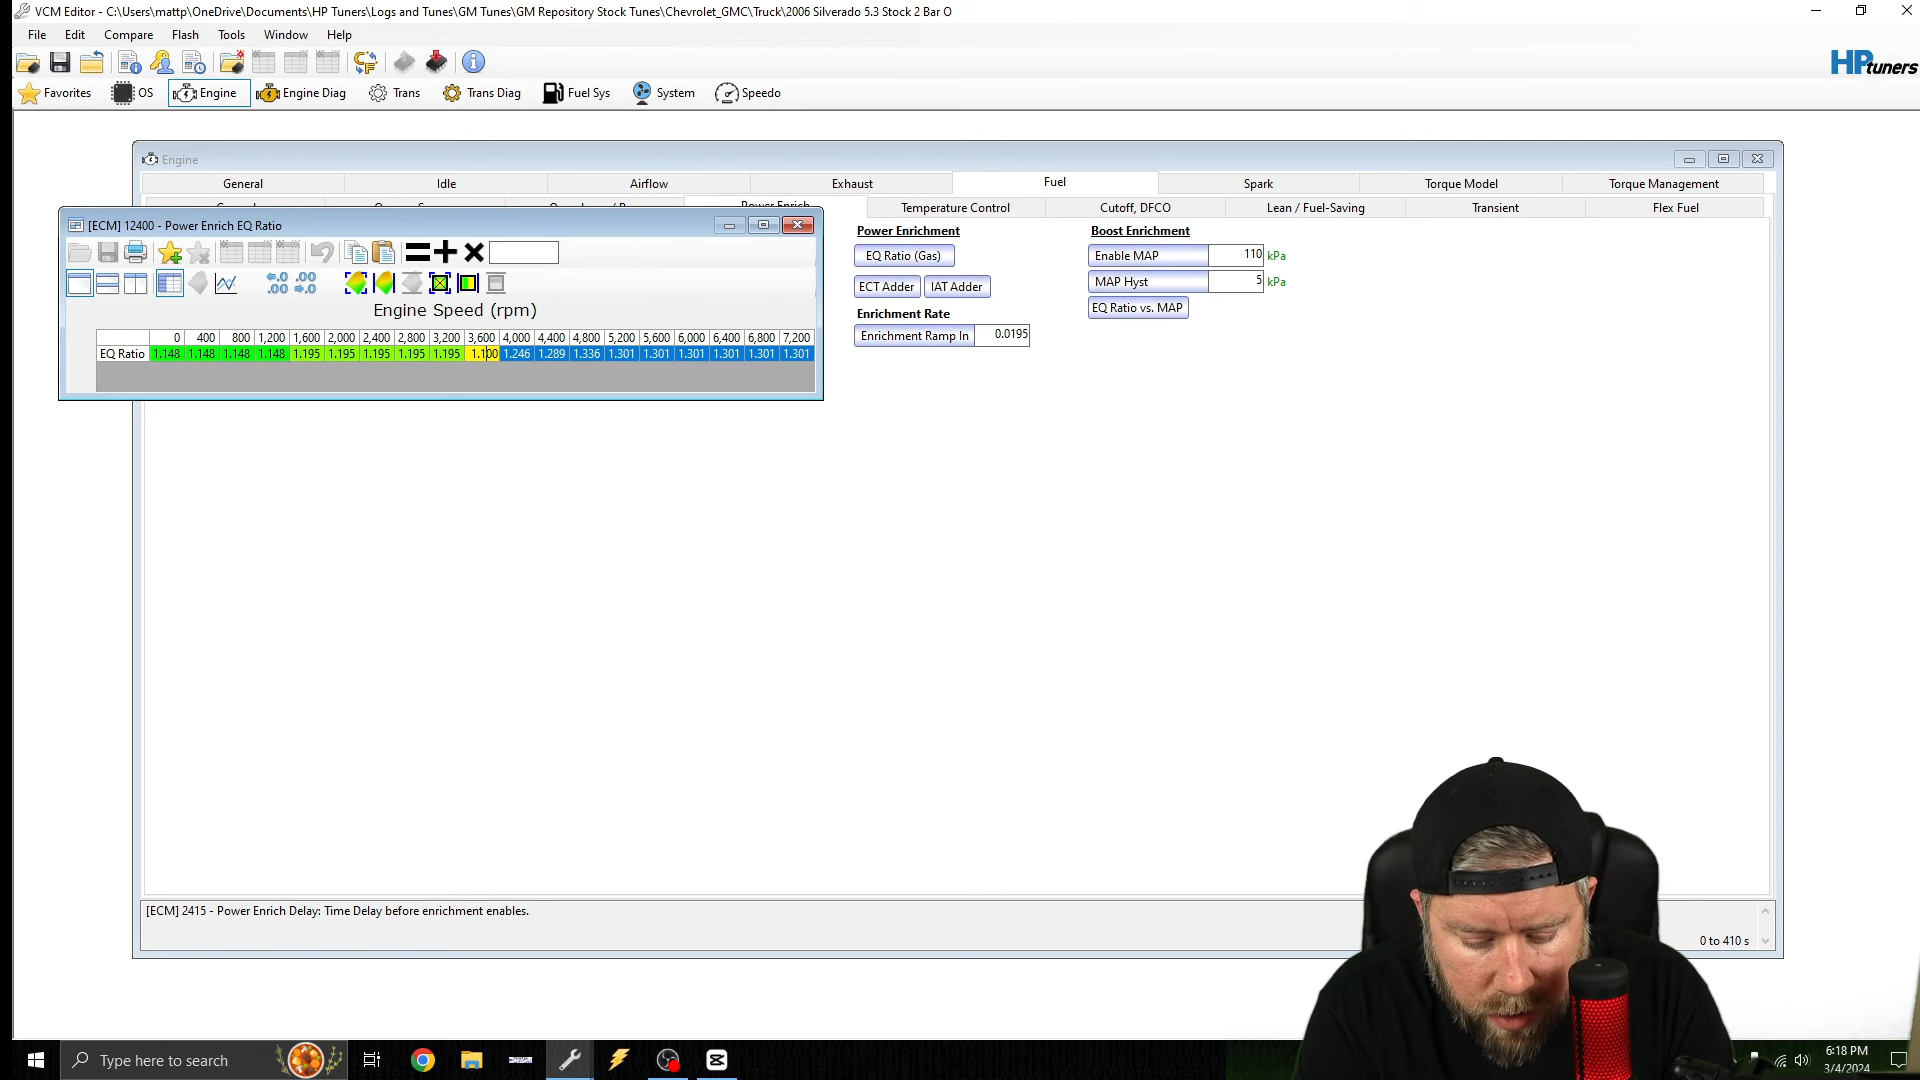 VCM Editor - C:\Users\mattp\OneDrive\Documents\HP Tuners\Logs and Tunes\GM Tunes\GM Repository Stock Tunes\Chevrolet_GMC\Truck\2006 Silverado 5.3 Stock 2 Bar O
File Edit Compare Flash Tools Window Help
HP tuners
Favorites OS Engine Engine Diag Trans Trans Diag Fuel Sys System Speedo
Engine
General Idle Airflow Exhaust Fuel Spark Torque Model Torque Management
Power Enrich Temperature Control Cutoff, DFCO Lean / Fuel-Saving Transient Flex Fuel
[ECM] 12400 - Power Enrich EQ Ratio
Engine Speed (rpm)
0 400 800 1,200 1,600 2,000 2,400 2,800 3,200 3,600 4,000 4,400 4,800 5,200 5,600 6,000 6,400 6,800 7,200
EQ Ratio 1.148 1.148 1.148 1.148 1.195 1.195 1.195 1.195 1.195 1.100 1.246 1.289 1.336 1.301 1.301 1.301 1.301 1.301 1.301
Power Enrichment
EQ Ratio (Gas)
ECT Adder IAT Adder
Enrichment Rate
Enrichment Ramp In 0.0195
Boost Enrichment
Enable MAP 110 kPa
MAP Hyst 5 kPa
EQ Ratio vs. MAP
[ECM] 2415 - Power Enrich Delay: Time Delay before enrichment enables.
0 to 410 s
Type here to search
6:18 PM
3/4/2024